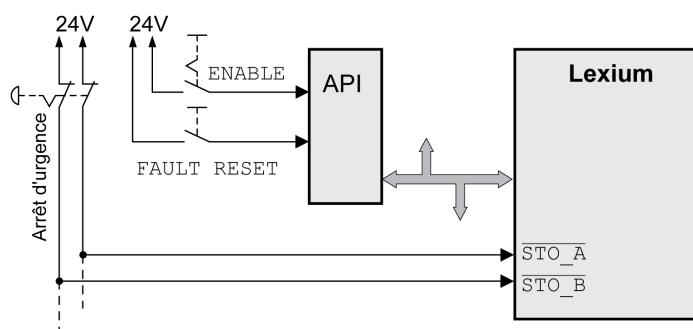 24V 24V
ENABLE
API
Lexium
Arrêt d'urgence
FAULT RESET
STO_A
STO_B